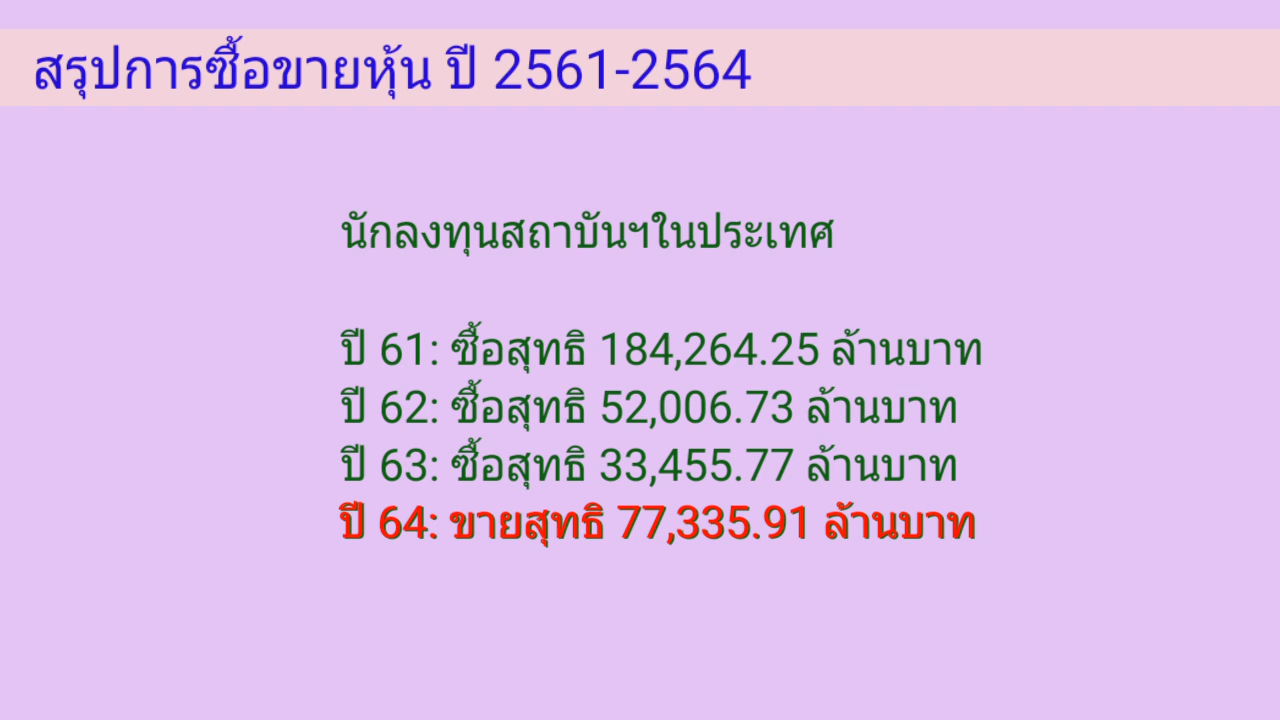 สรุปการซื้อขายหุ้น ปี 2561-2564
นักลงทุนสถาบันฯในประเทศ
ปี 61: ซื้อสุทธิ 184,264.25 ล้านบาท
ปี 62: ซื้อสุทธิ 52,006.73 ล้านบาท
ปี 63: ซื้อสุทธิ 33,455.77 ล้านบาท
ปี 64: ขายสุทธิ 77,335.91 ล้านบาท